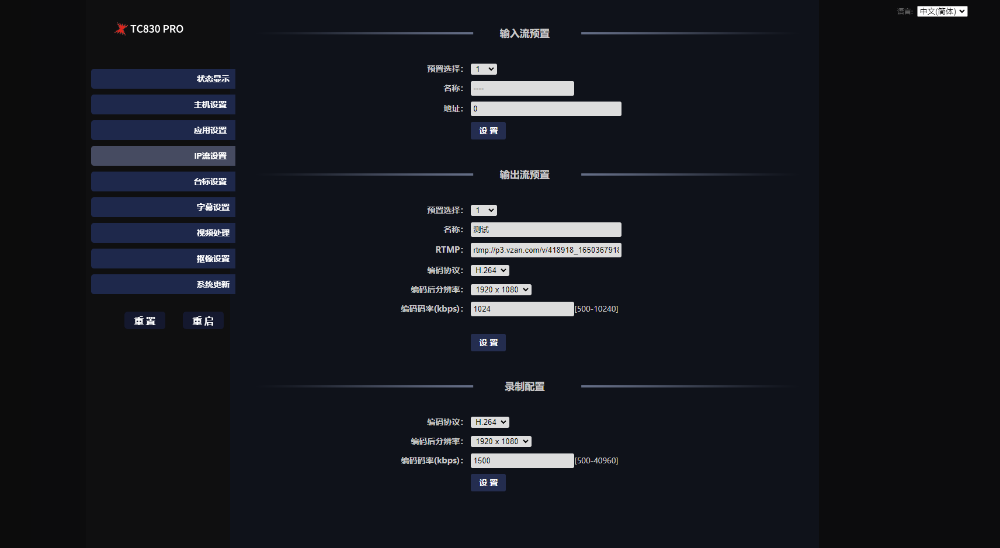 语言: 中文(简体)
TC830 PRO
状态显示
主机设置
应用设置
IP流设置
台标设置
字幕设置
视频处理
抠像设置
系统更新
重置 重启
输入流预置
预置选择: 1
名称: ----
地址: 0
设置
输出流预置
预置选择: 1
名称: 测试
RTMP: rtmp://p3.vzan.com/v/418918_1650367918
编码协议: H.264
编码后分辨率: 1920 x 1080
编码码率(kbps): 1024 [500-10240]
设置
录制配置
编码协议: H.264
编码后分辨率: 1920 x 1080
编码码率(kbps): 1500 [500-40960]
设置